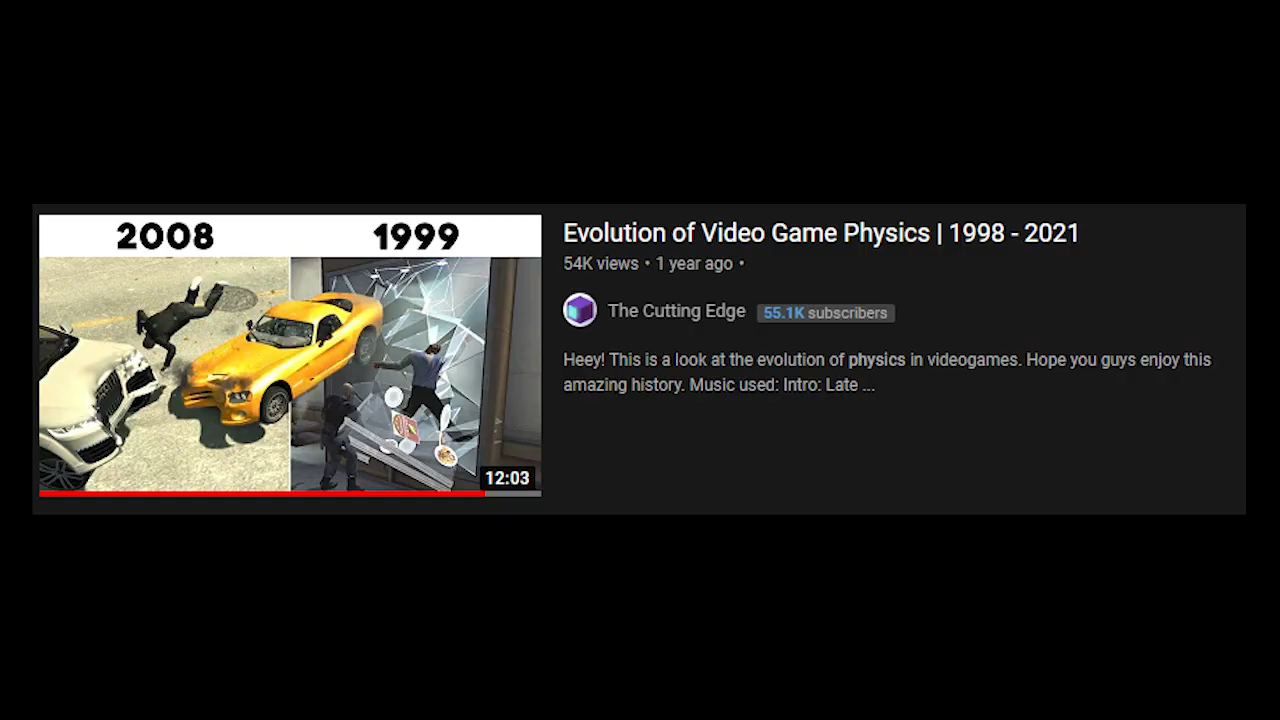 2008 1999
12:03
Evolution of Video Game Physics | 1998 - 2021
54K views • 1 year ago •
The Cutting Edge 55.1K subscribers
Heey! This is a look at the evolution of physics in videogames. Hope you guys enjoy this
amazing history. Music used: Intro: Late ...